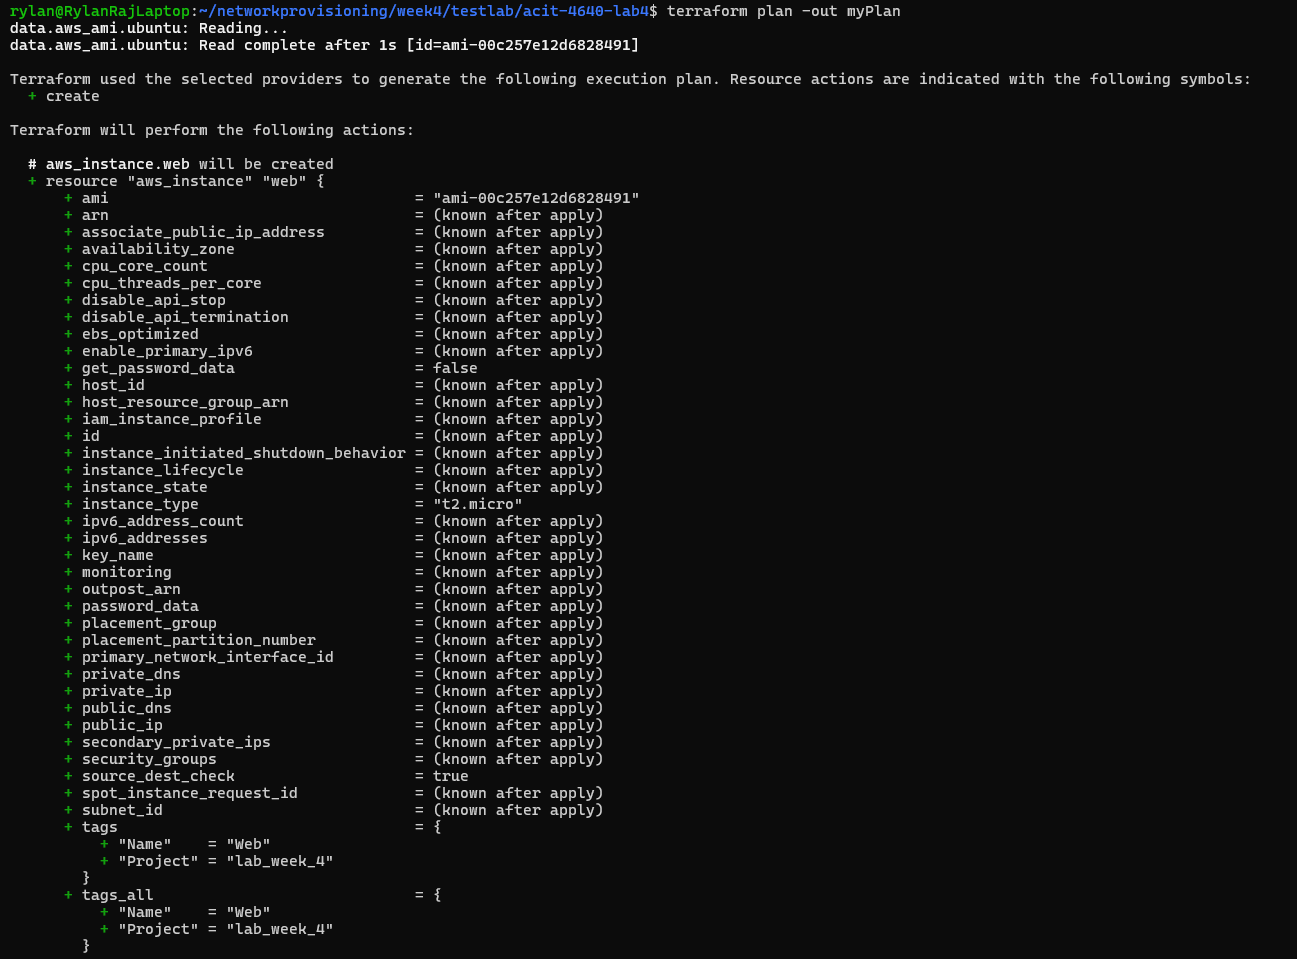 rylan@RylanRajLaptop:~/networkprovisioning/week4/testlab/acit-4640-lab4$ terraform plan -out myPlan
data.aws_ami.ubuntu: Reading...
data.aws_ami.ubuntu: Read complete after 1s [id=ami-00c257e12d6828491]
Terraform used the selected providers to generate the following execution plan. Resource actions are indicated with the following symbols:
+ create
Terraform will perform the following actions:
# aws_instance.web will be created
+ resource "aws_instance" "web" {
+ ami = "ami-00c257e12d6828491"
+ arn = (known after apply)
+ associate_public_ip_address = (known after apply)
+ availability_zone = (known after apply)
+ cpu_core_count = (known after apply)
+ cpu_threads_per_core = (known after apply)
+ disable_api_stop = (known after apply)
+ disable_api_termination = (known after apply)
+ ebs_optimized = (known after apply)
+ enable_primary_ipv6 = (known after apply)
+ get_password_data = false
+ host_id = (known after apply)
+ host_resource_group_arn = (known after apply)
+ iam_instance_profile = (known after apply)
+ id = (known after apply)
+ instance_initiated_shutdown_behavior = (known after apply)
+ instance_lifecycle = (known after apply)
+ instance_state = (known after apply)
+ instance_type = "t2.micro"
+ ipv6_address_count = (known after apply)
+ ipv6_addresses = (known after apply)
+ key_name = (known after apply)
+ monitoring = (known after apply)
+ outpost_arn = (known after apply)
+ password_data = (known after apply)
+ placement_group = (known after apply)
+ placement_partition_number = (known after apply)
+ primary_network_interface_id = (known after apply)
+ private_dns = (known after apply)
+ private_ip = (known after apply)
+ public_dns = (known after apply)
+ public_ip = (known after apply)
+ secondary_private_ips = (known after apply)
+ security_groups = (known after apply)
+ source_dest_check = true
+ spot_instance_request_id = (known after apply)
+ subnet_id = (known after apply)
+ tags = {
+ "Name" = "Web"
+ "Project" = "lab_week_4"
}
+ tags_all = {
+ "Name" = "Web"
+ "Project" = "lab_week_4"
}